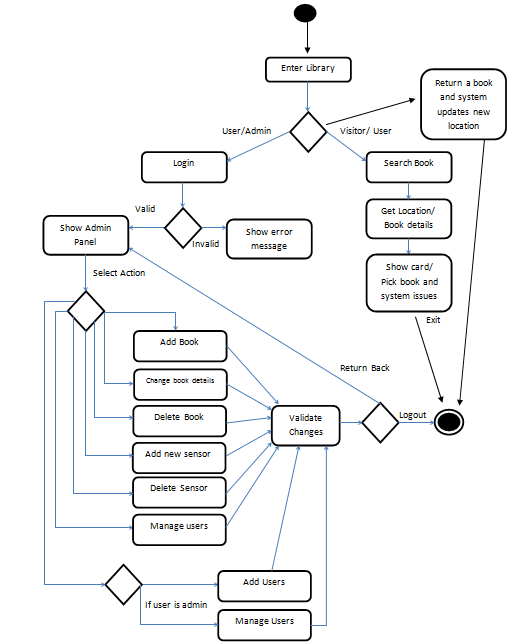 Enter Library
Return a book
and system
updates new
location
User/Admin
Visitor/ User
Login
Search Book
Valid
Invalid
Show Admin
Panel
Show error
message
Get Location/
Book details
Select Action
Show card/
Pick book and
system issues
Exit
Add Book
Change book details
Delete Book
Add new sensor
Delete Sensor
Manage users
Return Back
Validate
Changes
Logout
Add Users
If user is admin
Manage Users